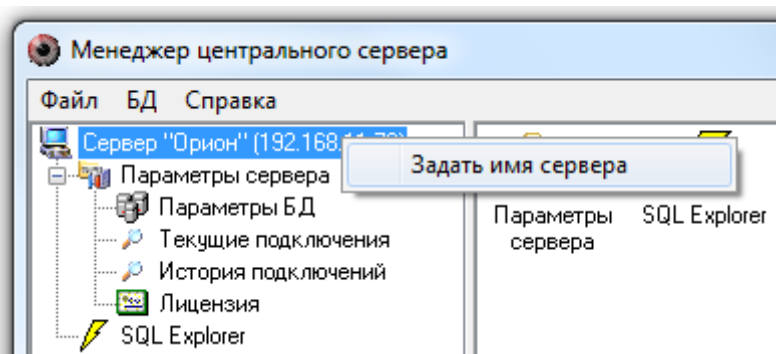 Менеджер центрального сервера
Файл БД Справка
Сервер "Орион" (192.168.
Задать имя сервера
Параметры сервера
Параметры БД
Текущие подключения
История подключений
Лицензия
SQL Explorer
Параметры сервера
SQL Explorer